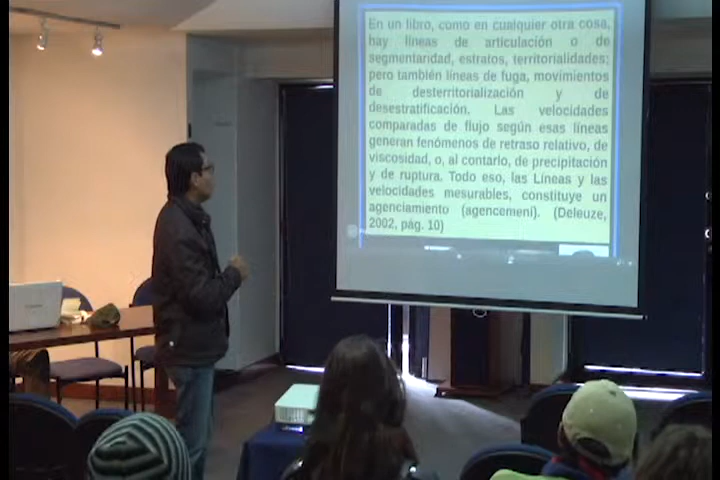 En un libro, como en cualquier otra cosa,
hay líneas de articulación o de
segmentaridad, estratos, territorialidades;
pero también líneas de fuga, movimientos
de desterritorialización y de
desestratificación. Las velocidades
comparadas de flujo según esas líneas
generan fenómenos de retraso relativo, de
viscosidad, o, al contarlo, de precipitación
y de ruptura. Todo eso, las Líneas y las
velocidades mesurables, constituye un
agenciamiento (agencemení). (Deleuze,
2002, pág. 10)